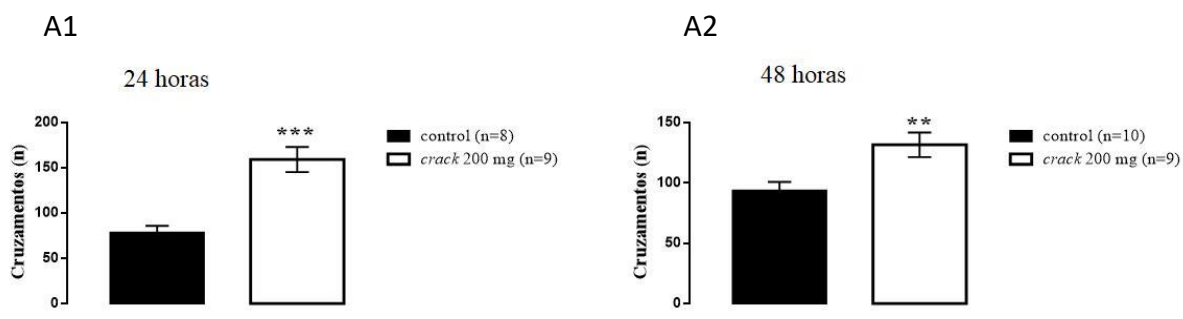 A1
24 horas
Cruzamentos (n)
200
150
100
50
0
***
control (n=8)
crack 200 mg (n=9)
A2
48 horas
Cruzamentos (n)
150
100
50
0
**
control (n=10)
crack 200 mg (n=9)